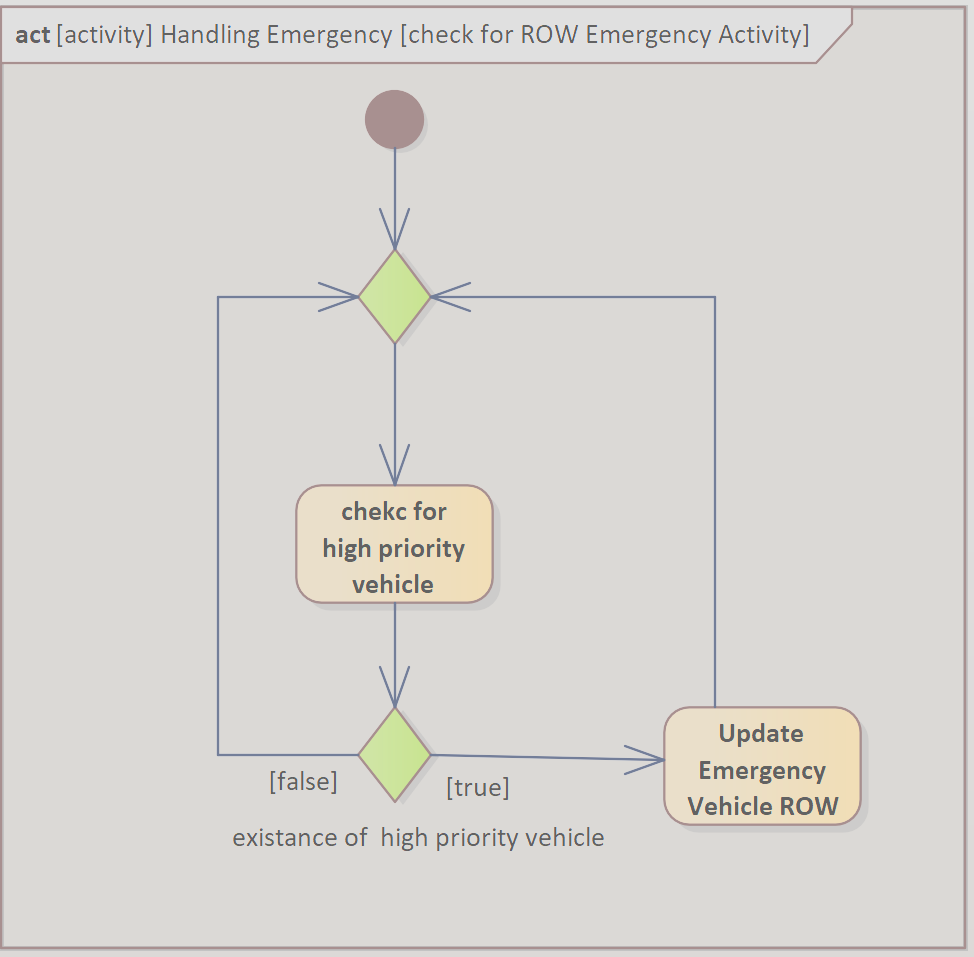 act [activity] Handling Emergency [check for ROW Emergency Activity]
chekc for
high priority
vehicle
[false]
[true]
existance of  high priority vehicle
Update
Emergency
Vehicle ROW